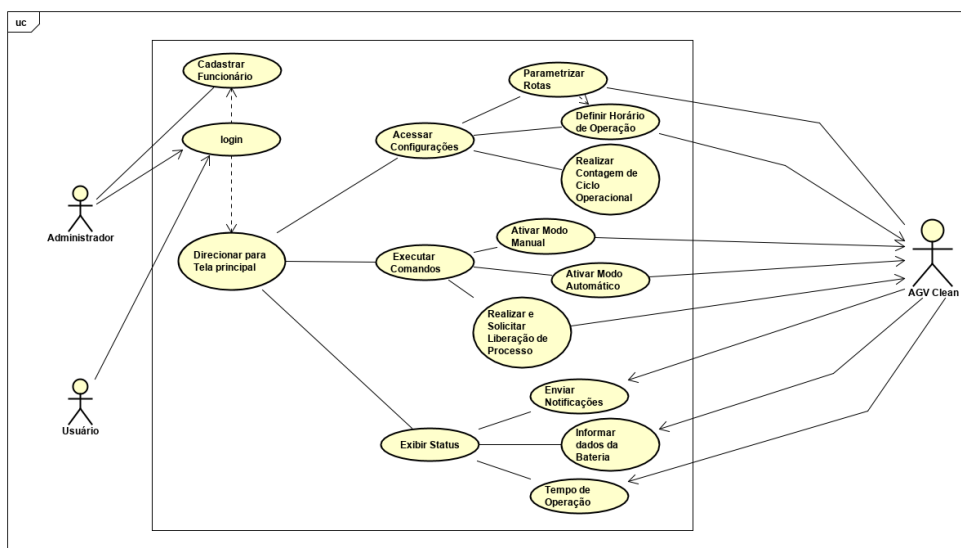 uc
Cadastrar
Funcionário
login
Administrador
Direcionar para
Tela principal
Usuário
Acessar
Configurações
Parametrizar
Rotas
Definir Horário
de Operação
Realizar
Contagem de
Ciclo
Operacional
Executar
Comandos
Ativar Modo
Manual
Ativar Modo
Automático
Realizar e
Solicitar
Liberação de
Processo
Exibir Status
Enviar
Notificações
Informar
dados da
Bateria
Tempo de
Operação
AGV Clean